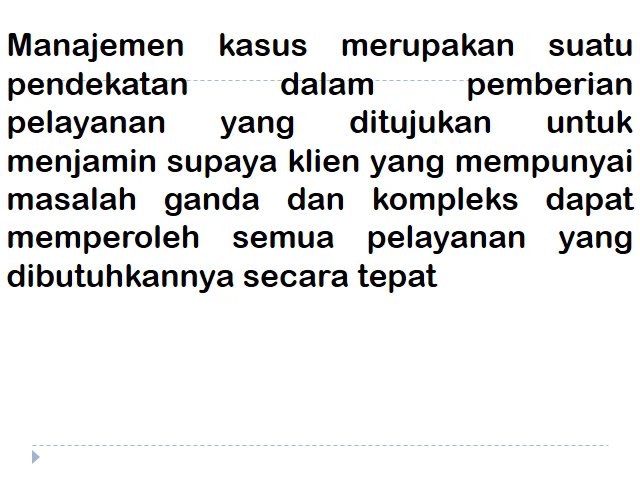 Manajemen kasus merupakan suatu
pendekatan dalam pemberian
pelayanan yang ditujukan untuk
menjamin supaya klien yang mempunyai
masalah ganda dan kompleks dapat
memperoleh semua pelayanan yang
dibutuhkannya secara tepat